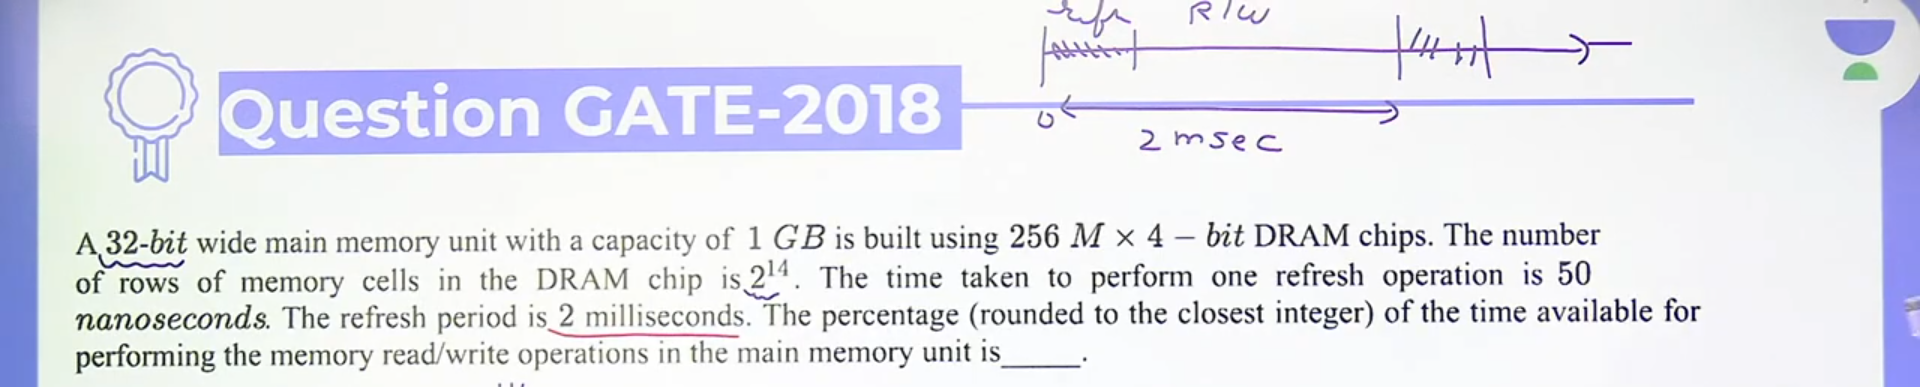 refr R/W
Question GATE-2018
0
2 msec
A 32-bit wide main memory unit with a capacity of 1 GB is built using 256 M × 4 – bit DRAM chips. The number
of rows of memory cells in the DRAM chip is 2¹⁴. The time taken to perform one refresh operation is 50
nanoseconds. The refresh period is 2 milliseconds. The percentage (rounded to the closest integer) of the time available for
performing the memory read/write operations in the main memory unit is_____.